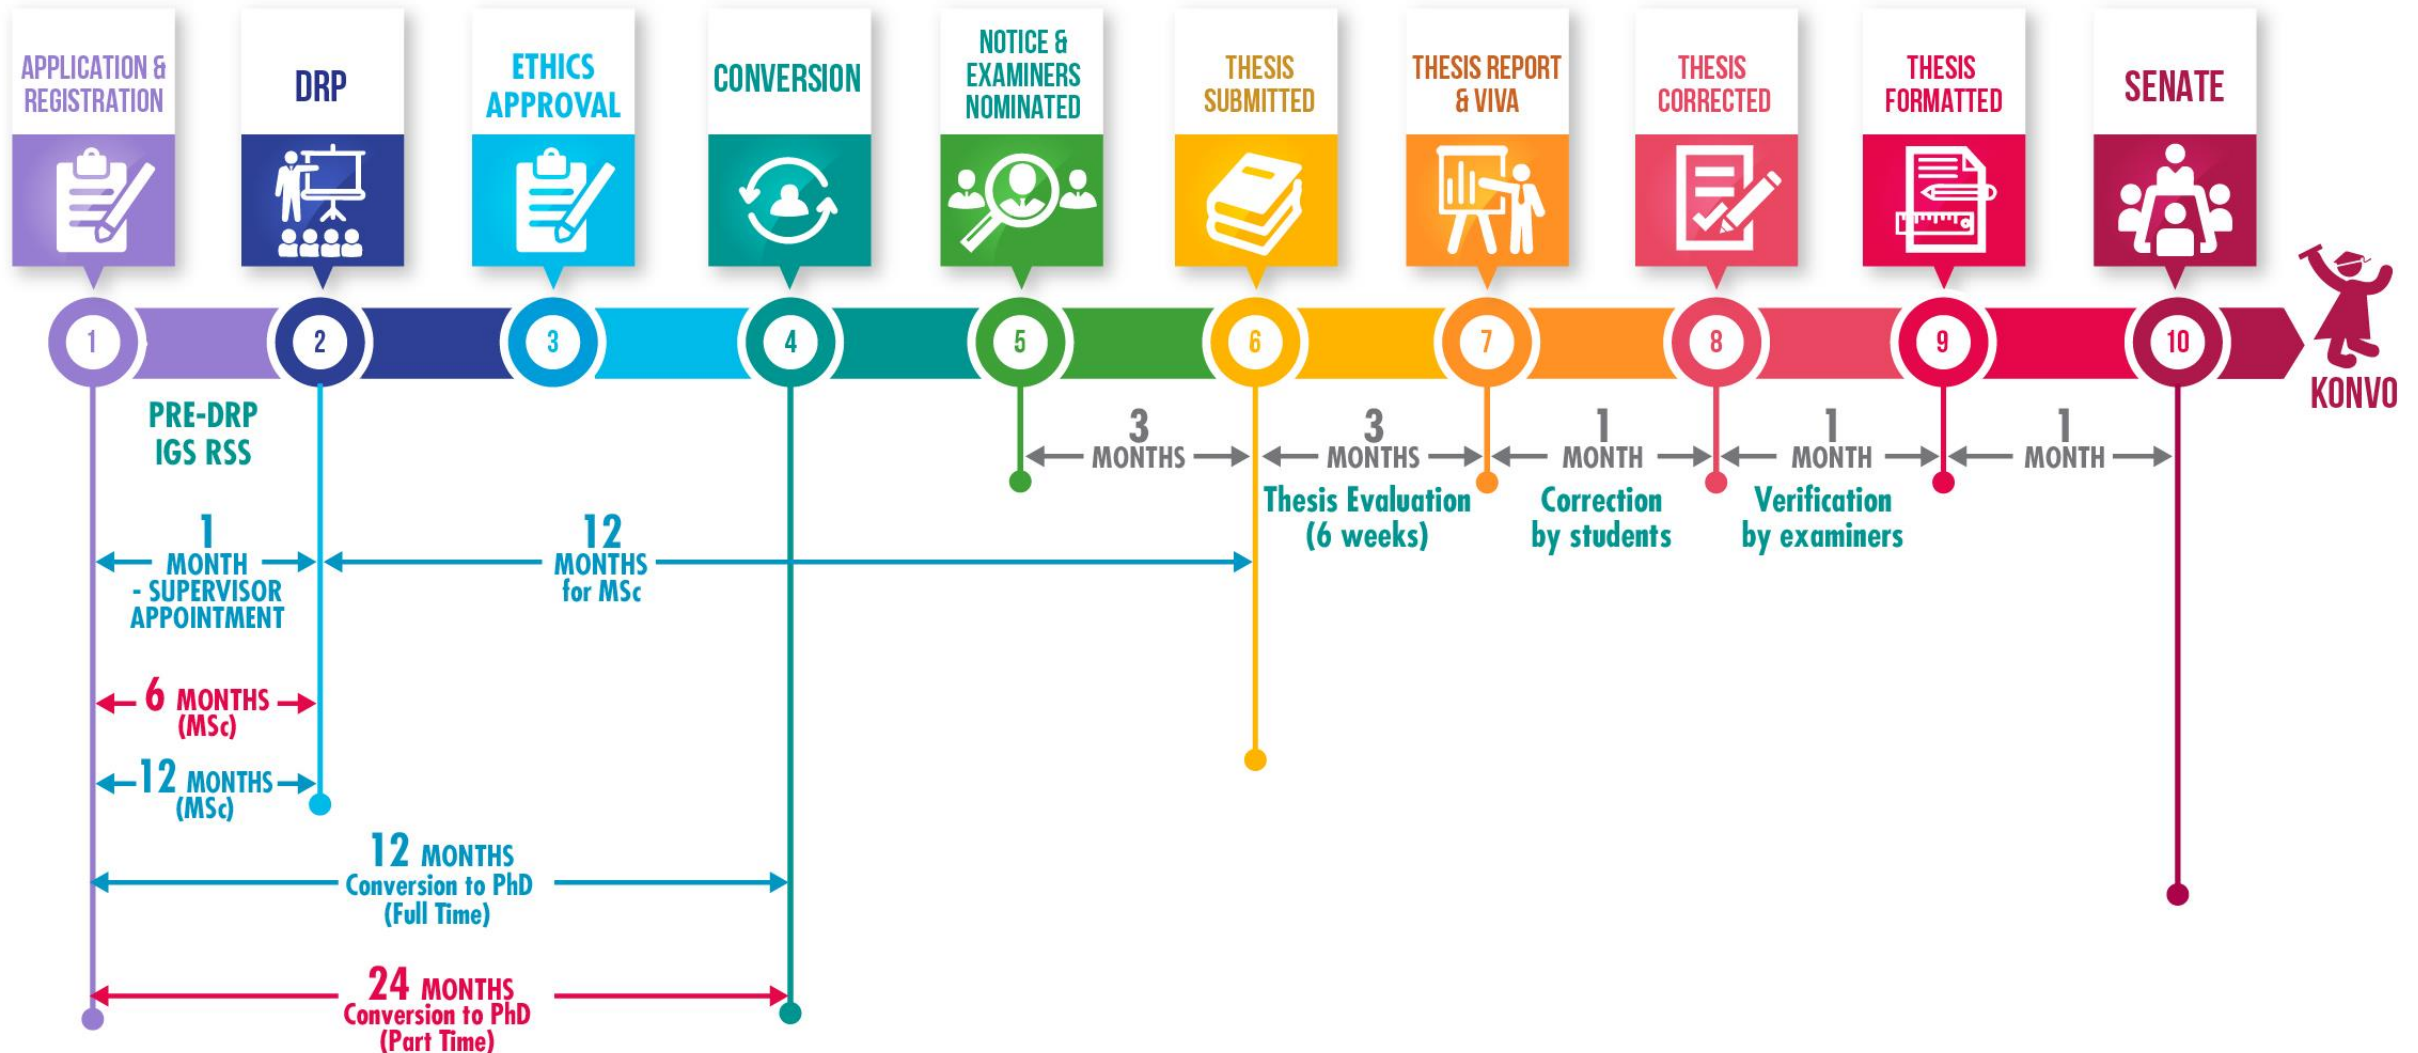 APPLICATION &
REGISTRATION
DRP
ETHICS
APPROVAL
CONVERSION
NOTICE &
EXAMINERS
NOMINATED
THESIS
SUBMITTED
THESIS REPORT
& VIVA
THESIS
CORRECTED
THESIS
FORMATTED
SENATE
1
2
3
4
5
6
7
8
9
10
KONVO
PRE-DRP
IGS RSS
3
MONTHS
3
MONTHS
Thesis Evaluation
(6 weeks)
1
MONTH
Correction
by students
1
MONTH
Verification
by examiners
1
MONTH
1
MONTH
- SUPERVISOR
APPOINTMENT
12
MONTHS
for MSc
6 MONTHS
(MSc)
12 MONTHS
(MSc)
12 MONTHS
Conversion to PhD
(Full Time)
24 MONTHS
Conversion to PhD
(Part Time)